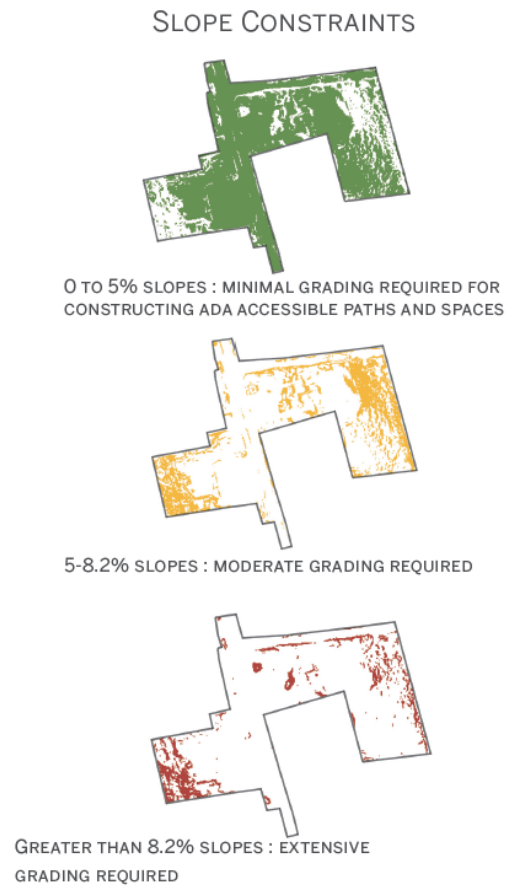 Slope Constraints
0 to 5% slopes : minimal grading required for
constructing ADA accessible paths and spaces
5-8.2% slopes : moderate grading required
Greater than 8.2% slopes : extensive
grading required